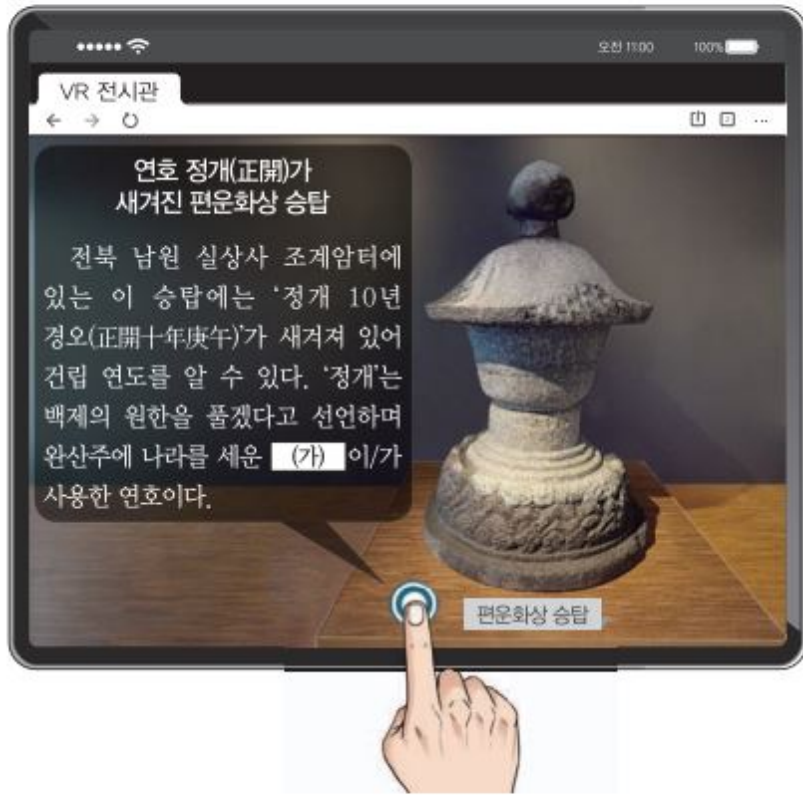 오전 11:00 100%
VR 전시관
연호 정개(正開)가
새겨진 편운화상 승탑
전북 남원 실상사 조계암터에
있는 이 승탑에는 ‘정개 10년
경오(正開十年庚午)’가 새겨져 있어
건립 연도를 알 수 있다. ‘정개’는
백제의 원한을 풀겠다고 선언하며
완산주에 나라를 세운 (가) 이/가
사용한 연호이다.
편운화상 승탑